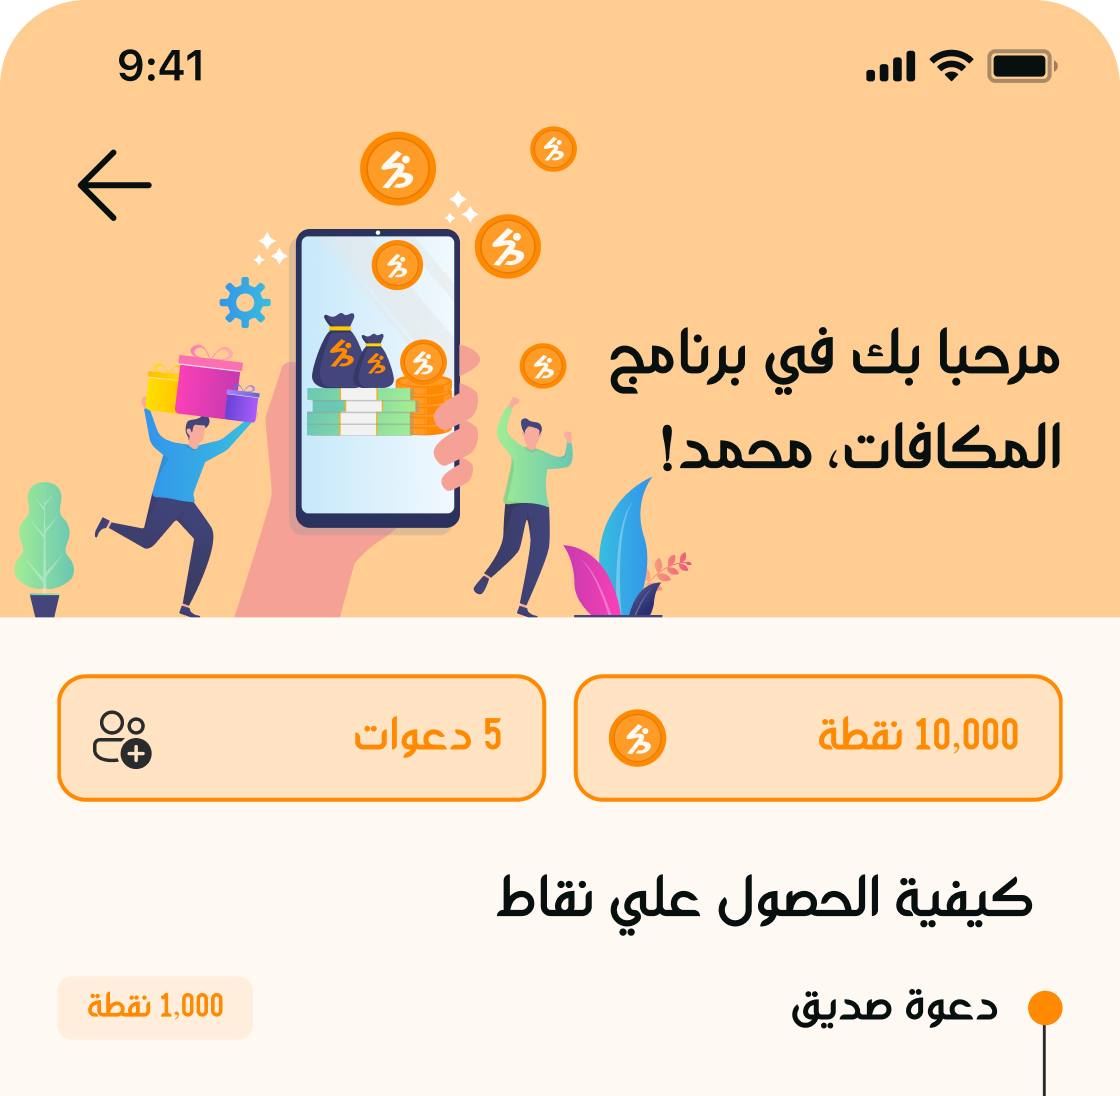 9:41
مرحبا بك في برنامج
المكافات، محمد!
10,000 نقطة
5 دعوات
كيفية الحصول علي نقاط
دعوة صديق
1,000 نقطة